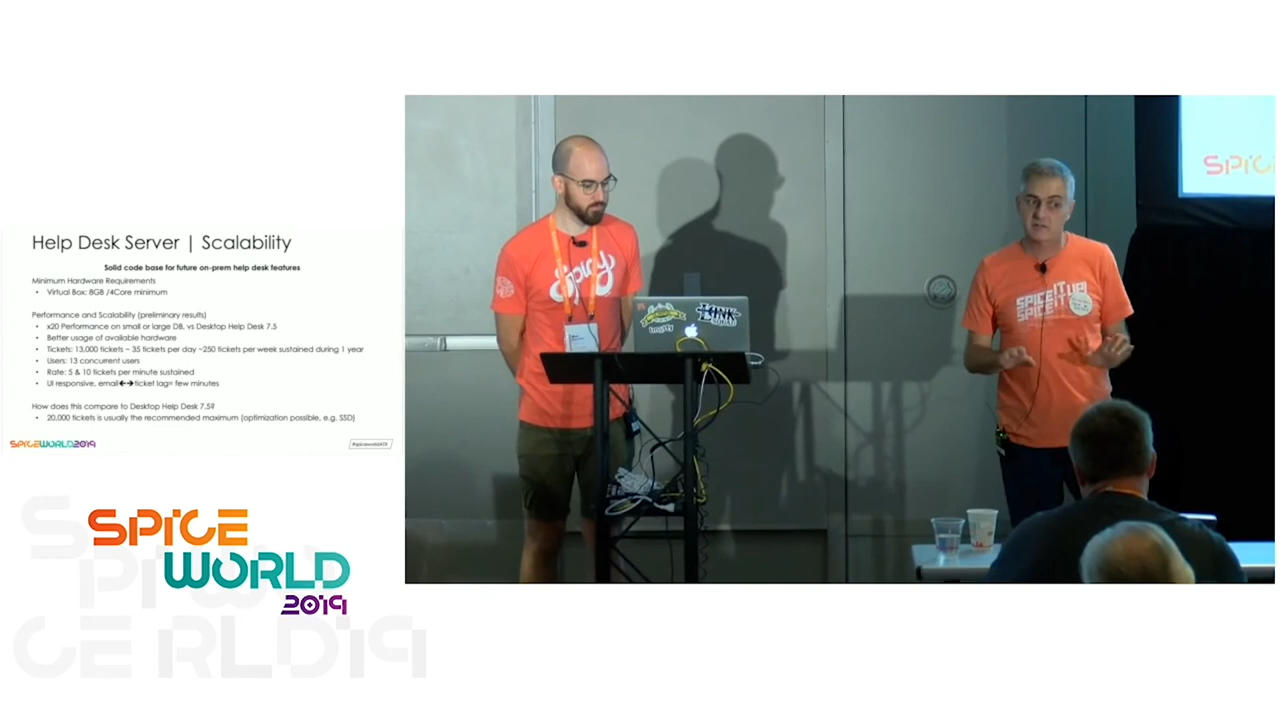 Help Desk Server | Scalability
Solid code base for future on-prem help desk features
Minimum Hardware Requirements
• Virtual Box: 8GB /4Core minimum
Performance and Scalability (preliminary results)
• x20 Performance on small or large DB, vs Desktop Help Desk 7.5
• Better usage of available hardware
• Tickets: 13,000 tickets ~ 35 tickets per day ~250 tickets per week sustained during 1 year
• Users: 13 concurrent users
• Rate: 5 & 10 tickets per minute sustained
• UI responsive, email↔ticket lag= few minutes
How does this compare to Desktop Help Desk 7.5?
• 20,000 tickets is usually the recommended maximum (optimization possible, e.g. SSD)
SPICEWORLD2019
#spiceworldATX
SPICE
WORLD
2019
SPI
CE
RLD19
Spicy
SPICE IT UP!
SPICE IT
SPICE